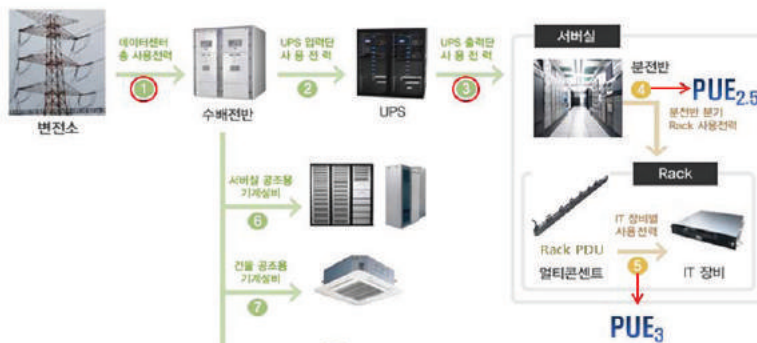 데이터센터
총 사용전력
1
변전소
수배전반
UPS 입력단
사 용 전 력
2
UPS
UPS 출력단
사 용 전 력
3
서버실
분전반
4
PUE2.5
분전반 분기
Rack 사용전력
Rack
Rack PDU
멀티콘센트
IT 장비별
사용전력
5
IT 장비
PUE3
서버실 공조용
기계설비
6
건물 공조용
기계설비
7